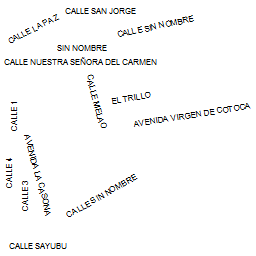 CALLE SAN JORGE
CALLE LA PAZ
CALLE SIN NOMBRE
SIN NOMBRE
CALLE NUESTRA SEÑORA DEL CARMEN
CALLE MELAO
EL TRILLO
CALLE 1
AVENIDA VIRGEN DE COTOCA
AVENIDA LA CASONA
CALLE 4
CALLE 3
CALLE SIN NOMBRE
CALLE SAYUBU